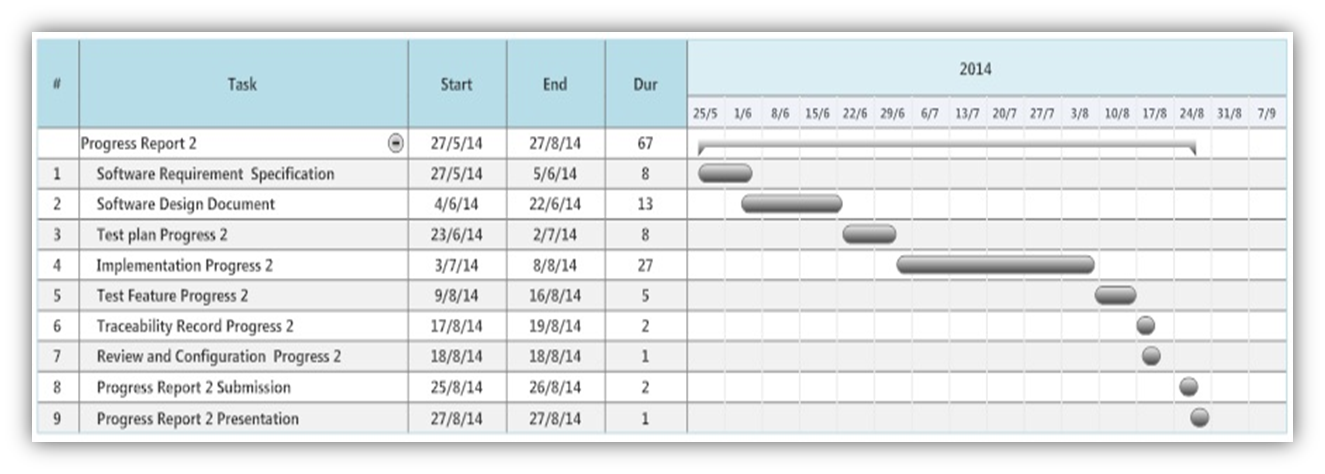 # Task Start End Dur 2014
25/5 1/6 8/6 15/6 22/6 29/6 6/7 13/7 20/7 27/7 3/8 10/8 17/8 24/8 31/8 7/9
Progress Report 2 27/5/14 27/8/14 67
1 Software Requirement Specification 27/5/14 5/6/14 8
2 Software Design Document 4/6/14 22/6/14 13
3 Test plan Progress 2 23/6/14 2/7/14 8
4 Implementation Progress 2 3/7/14 8/8/14 27
5 Test Feature Progress 2 9/8/14 16/8/14 5
6 Traceability Record Progress 2 17/8/14 19/8/14 2
7 Review and Configuration Progress 2 18/8/14 18/8/14 1
8 Progress Report 2 Submission 25/8/14 26/8/14 2
9 Progress Report 2 Presentation 27/8/14 27/8/14 1